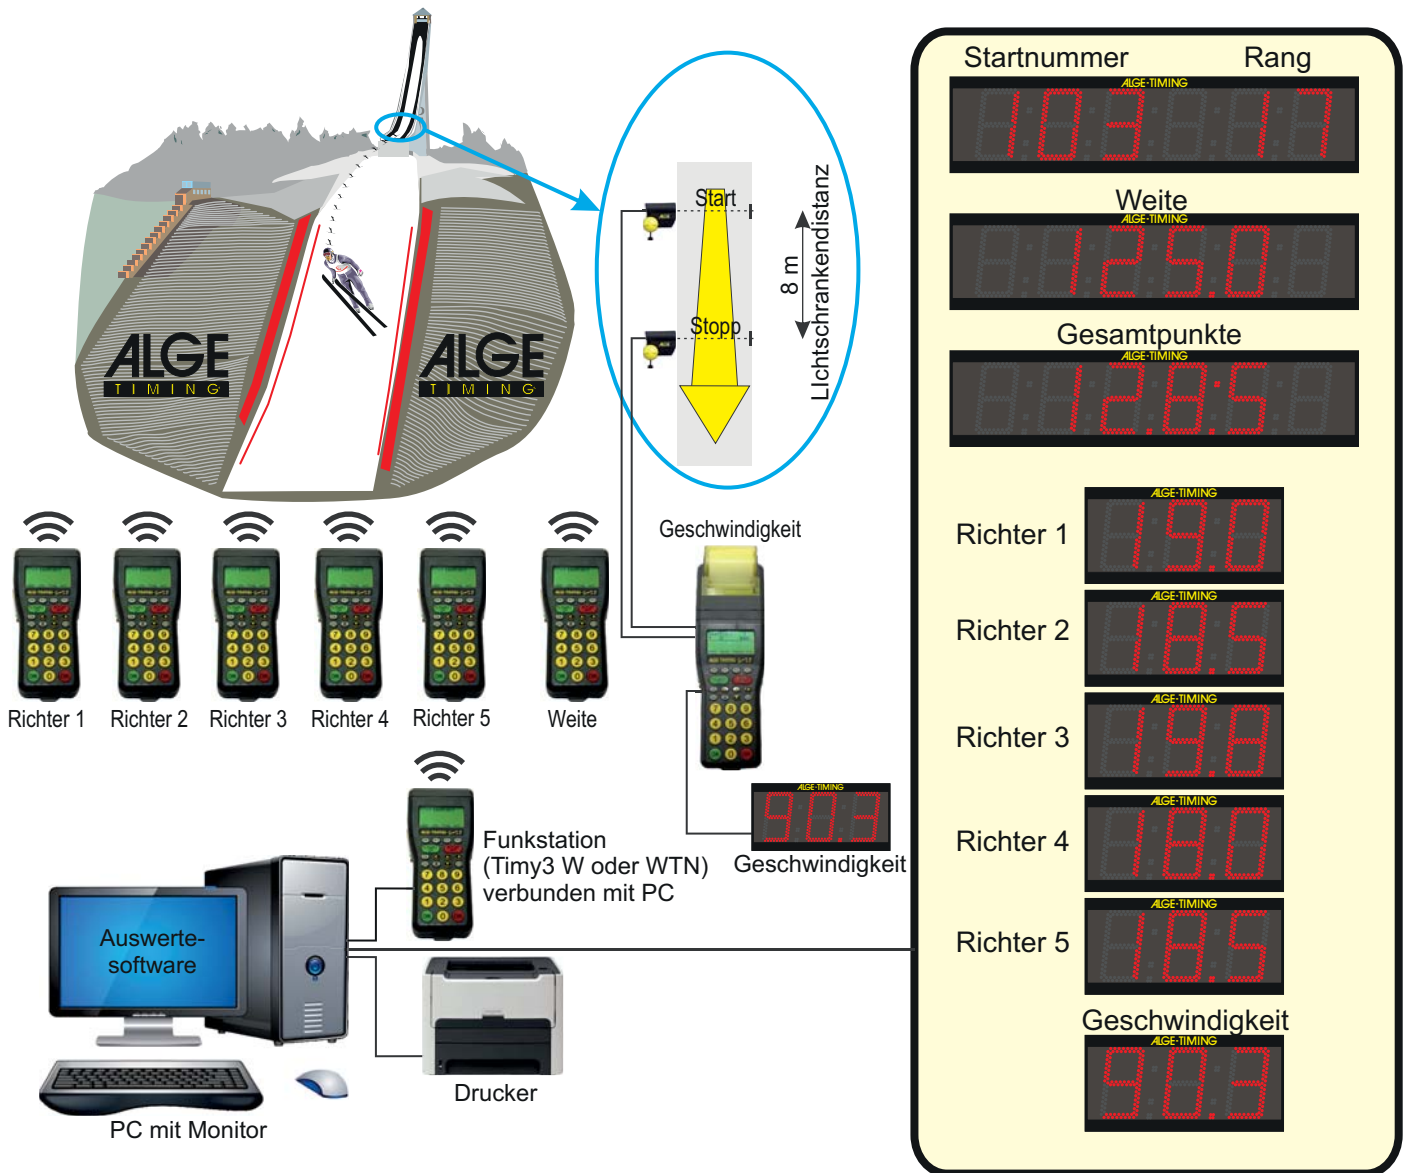 Startnummer Rang
ALGE-TIMING
103 17
Weite
ALGE-TIMING
125.0
Gesamtpunkte
ALGE-TIMING
128.5
Richter 1
ALGE-TIMING
19.0
Richter 2
ALGE-TIMING
18.5
Richter 3
ALGE-TIMING
19.8
Richter 4
ALGE-TIMING
18.0
Richter 5
ALGE-TIMING
18.5
Geschwindigkeit
ALGE-TIMING
90.3
Start
Stopp
8 m
LIchtschrankendistanz
ALGE
TIMING
ALGE
TIMING
Geschwindigkeit
Richter 1
Richter 2
Richter 3
Richter 4
Richter 5
Weite
ALGE-TIMING
90.3
Geschwindigkeit
Funkstation
(Timy3 W oder WTN)
verbunden mit PC
Auswerte-
software
Drucker
PC mit Monitor